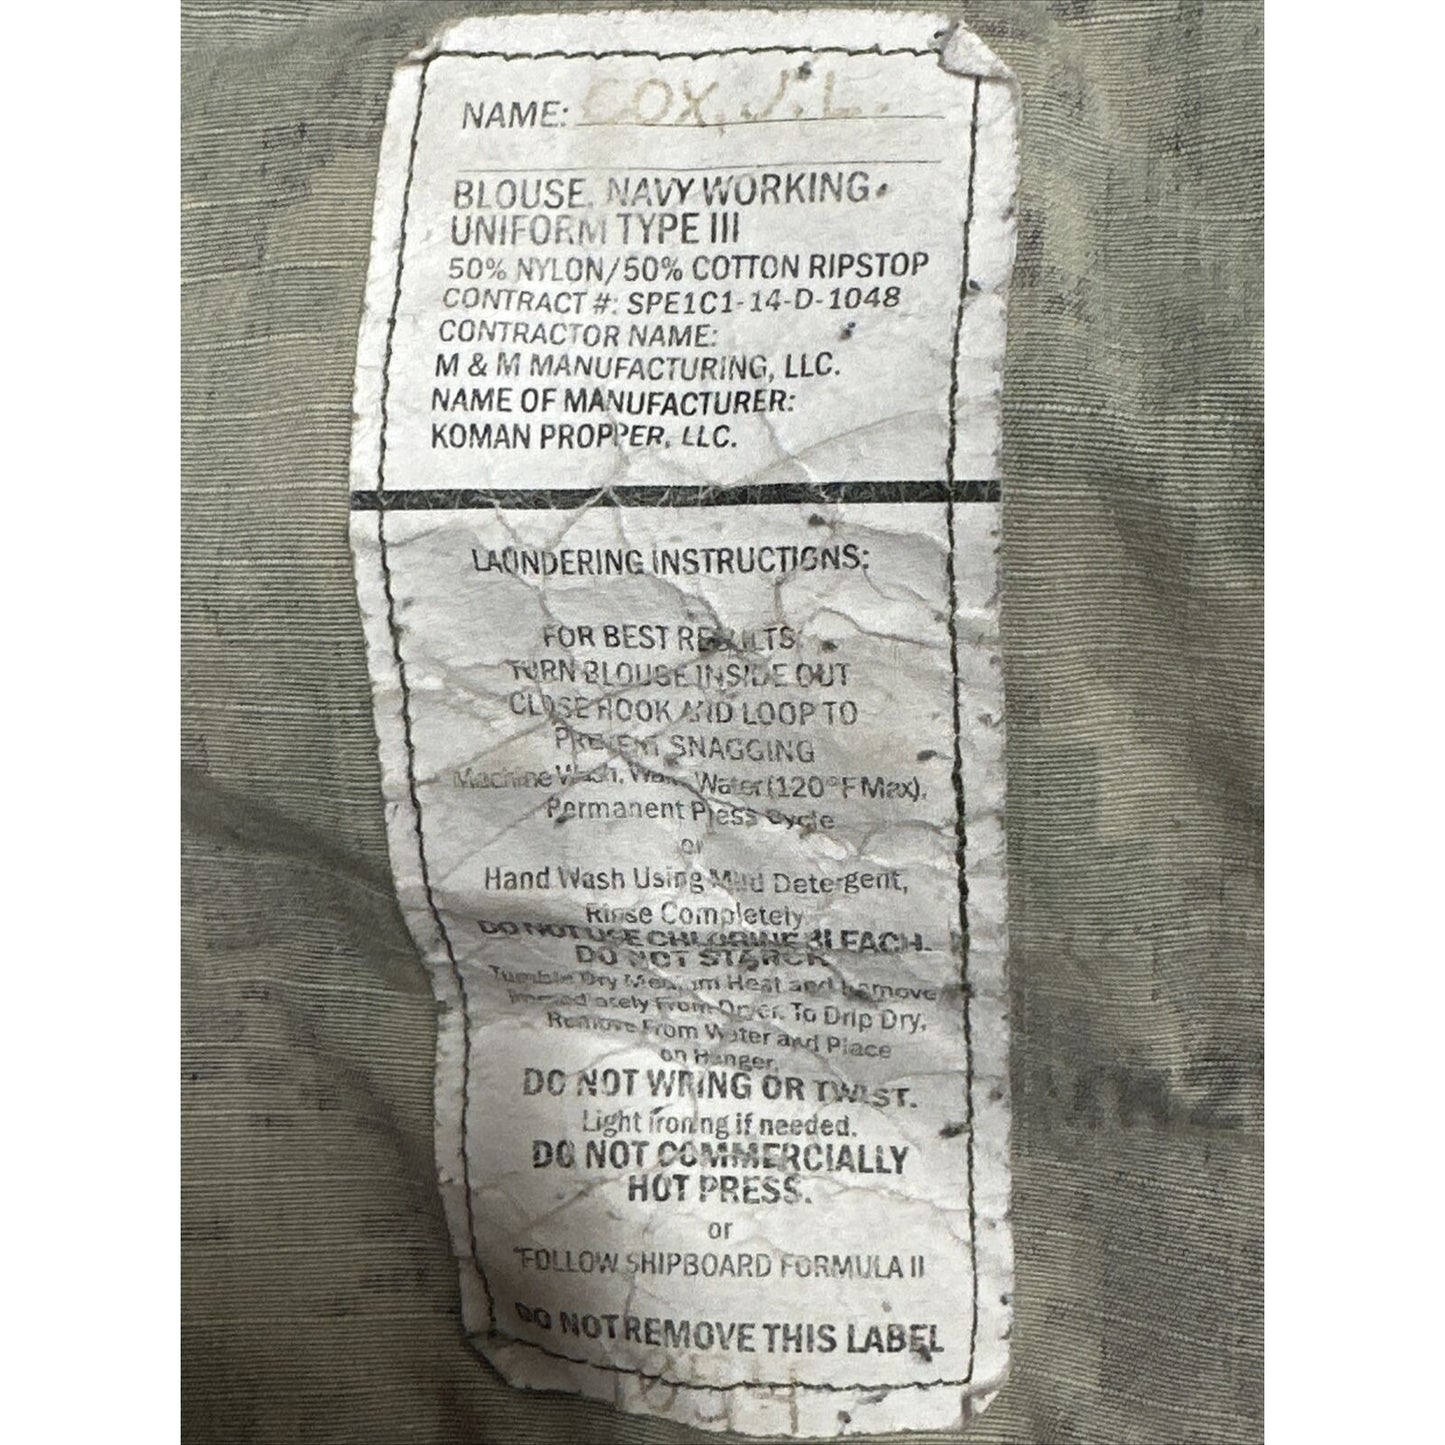 NAME: COX, J.L.
BLOUSE, NAVY WORKING
UNIFORM TYPE III
50% NYLON/50% COTTON RIPSTOP
CONTRACT #: SPE1C1-14-D-1048
CONTRACTOR NAME:
M & M MANUFACTURING, LLC.
NAME OF MANUFACTURER:
KOMAN PROPPER, LLC.
LAUNDERING INSTRUCTIONS:
FOR BEST RESULTS:
TURN BLOUSE INSIDE OUT
CLOSE HOOK AND LOOP TO
PREVENT SNAGGING
Machine Wash, Warm Water (120°F Max),
Permanent Press Cycle
or
Hand Wash Using Mild Detergent,
Rinse Completely
DO NOT USE CHLORINE BLEACH.
DO NOT STARCH
Tumble Dry Medium Heat and Remove
Immediately From Dryer. To Drip Dry,
Remove From Water and Place
on Hanger.
DO NOT WRING OR TWIST.
Light ironing if needed.
DO NOT COMMERCIALLY
HOT PRESS.
or
"FOLLOW SHIPBOARD FORMULA II
DO NOT REMOVE THIS LABEL